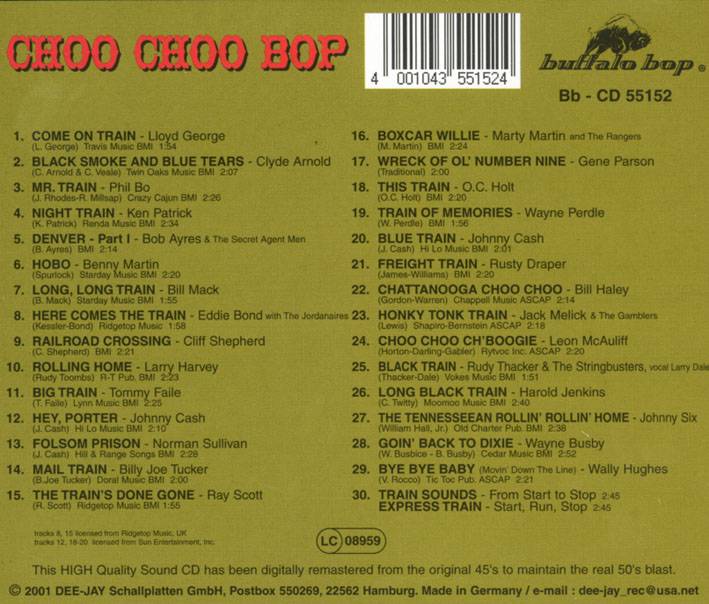 CHOO CHOO BOP
4 001043 551524
buffalo bop ®
Bb - CD 55152
1. COME ON TRAIN - Lloyd George
(L. George) Travis Music BMI 1:54
2. BLACK SMOKE AND BLUE TEARS - Clyde Arnold
(C. Arnold & C. Veale) Twin Oaks Music BMI 2:07
3. MR. TRAIN - Phil Bo
(J. Rhodes-R. Millsap) Crazy Cajun BMI 2:26
4. NIGHT TRAIN - Ken Patrick
(K. Patrick) Renda Music BMI 2:34
5. DENVER - Part I - Bob Ayres & The Secret Agent Men
(B. Ayres) BMI 2:14
6. HOBO - Benny Martin
(Spurlock) Starday Music BMI 2:20
7. LONG, LONG TRAIN - Bill Mack
(B. Mack) Starday Music BMI 1:55
8. HERE COMES THE TRAIN - Eddie Bond with The Jordanaires
(Kessler-Bond) Ridgetop Music 1:58
9. RAILROAD CROSSING - Cliff Shepherd
(C. Shepherd) BMI 2:21
10. ROLLING HOME - Larry Harvey
(Rudy Toombs) R-T Pub. BMI 2:23
11. BIG TRAIN - Tommy Faile
(T. Faile) Lynn Music BMI 2:25
12. HEY, PORTER - Johnny Cash
(J. Cash) Hi Lo Music BMI 2:10
13. FOLSOM PRISON - Norman Sullivan
(J. Cash) Hill & Range Songs BMI 2:28
14. MAIL TRAIN - Billy Joe Tucker
(B.Joe Tucker) Doral Music BMI 2:00
15. THE TRAIN'S DONE GONE - Ray Scott
(R. Scott) Ridgetop Music BMI 1:55
16. BOXCAR WILLIE - Marty Martin and The Rangers
(M. Martin) BMI 2:24
17. WRECK OF OL' NUMBER NINE - Gene Parson
(Traditional) 2:00
18. THIS TRAIN - O.C. Holt
(O.C. Holt) BMI 2:20
19. TRAIN OF MEMORIES - Wayne Perdle
(W. Perdle) BMI 1:56
20. BLUE TRAIN - Johnny Cash
(J. Cash) Hi Lo Music BMI 2:01
21. FREIGHT TRAIN - Rusty Draper
(James-Williams) BMI 2:20
22. CHATTANOOGA CHOO CHOO - Bill Haley
(Gordon-Warren) Chappell Music ASCAP 2:14
23. HONKY TONK TRAIN - Jack Melick & The Gamblers
(Lewis) Shapiro-Bernstein ASCAP 2:18
24. CHOO CHOO CH'BOOGIE - Leon McAuliff
(Horton-Darling-Gabler) Rytvoc Inc. ASCAP 2:20
25. BLACK TRAIN - Rudy Thacker & The Stringbusters, vocal Larry Dale
(Thacker-Dale) Vokes Music BMI 1:51
26. LONG BLACK TRAIN - Harold Jenkins
(C. Twitty) Moomoo Music BMI 2:40
27. THE TENNESSEEAN ROLLIN' ROLLIN' HOME - Johnny Six
(William Hall, Jr.) Old Charter Pub. BMI 2:38
28. GOIN' BACK TO DIXIE - Wayne Busby
(W. Busbice - B. Busby) Cedar Music BMI 2:52
29. BYE BYE BABY (Movin' Down The Line) - Wally Hughes
(V. Rocco) Tic Toc Pub. ASCAP 2:21
30. TRAIN SOUNDS - From Start to Stop 2:45
EXPRESS TRAIN - Start, Run, Stop 2:45
tracks 8, 15 licensed from Ridgetop Music, UK
tracks 12, 18-20 licensed from Sun Entertainment, Inc.
LC 08959
This HIGH Quality Sound CD has been digitally remastered from the original 45's to maintain the real 50's blast.
© 2001 DEE-JAY Schallplatten GmbH, Postbox 550269, 22562 Hamburg. Made in Germany / e-mail : dee-jay_rec@usa.net